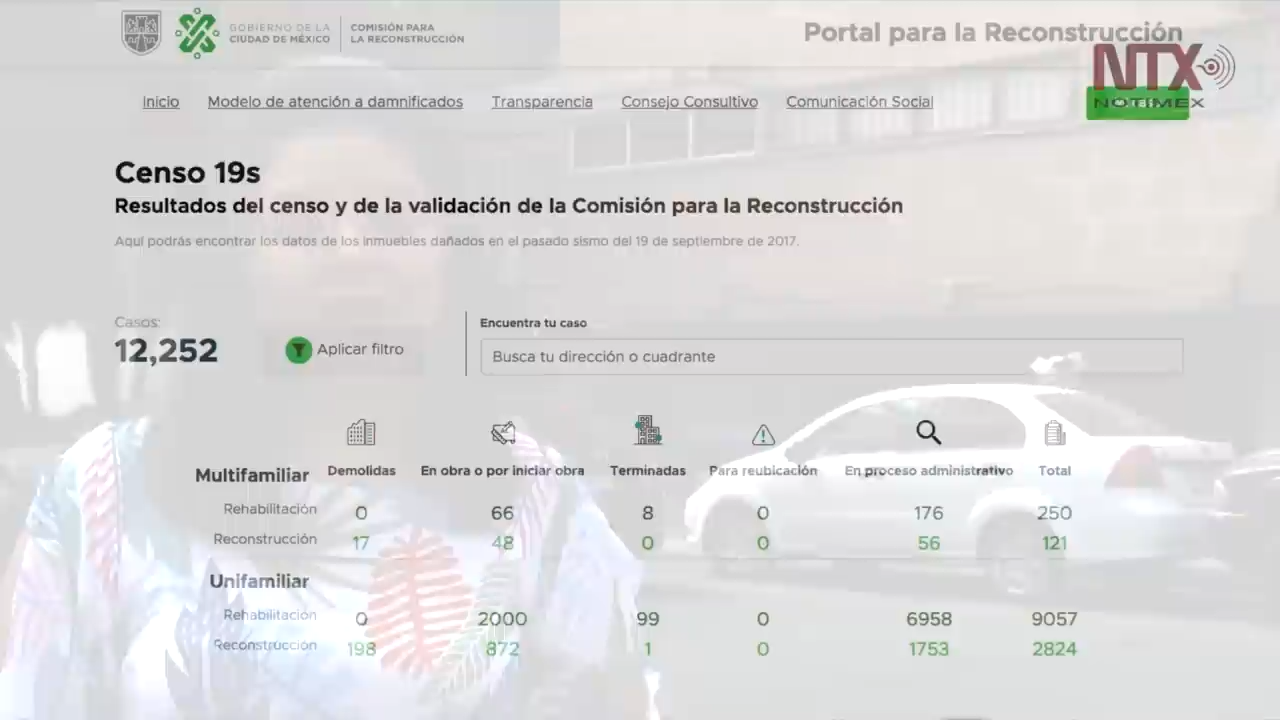 GOBIERNO DE LA
CIUDAD DE MÉXICO
COMISIÓN PARA
LA RECONSTRUCCIÓN
Portal para la Reconstrucción
NTX
NOTIMEX
Inicio Modelo de atención a damnificados Transparencia Consejo Consultivo Comunicación Social
Censo 19s
Resultados del censo y de la validación de la Comisión para la Reconstrucción
Aquí podrás encontrar los datos de los inmuebles dañados en el pasado sismo del 19 de septiembre de 2017.
Casos:
12,252
Aplicar filtro
Encuentra tu caso
Busca tu dirección o cuadrante
Demolidas En obra o por iniciar obra Terminadas Para reubicación En proceso administrativo Total
Multifamiliar
Rehabilitación 0 66 8 0 176 250
Reconstrucción 17 48 0 0 56 121
Unifamiliar
Rehabilitación 0 2000 99 0 6958 9057
Reconstrucción 198 872 1 0 1753 2824